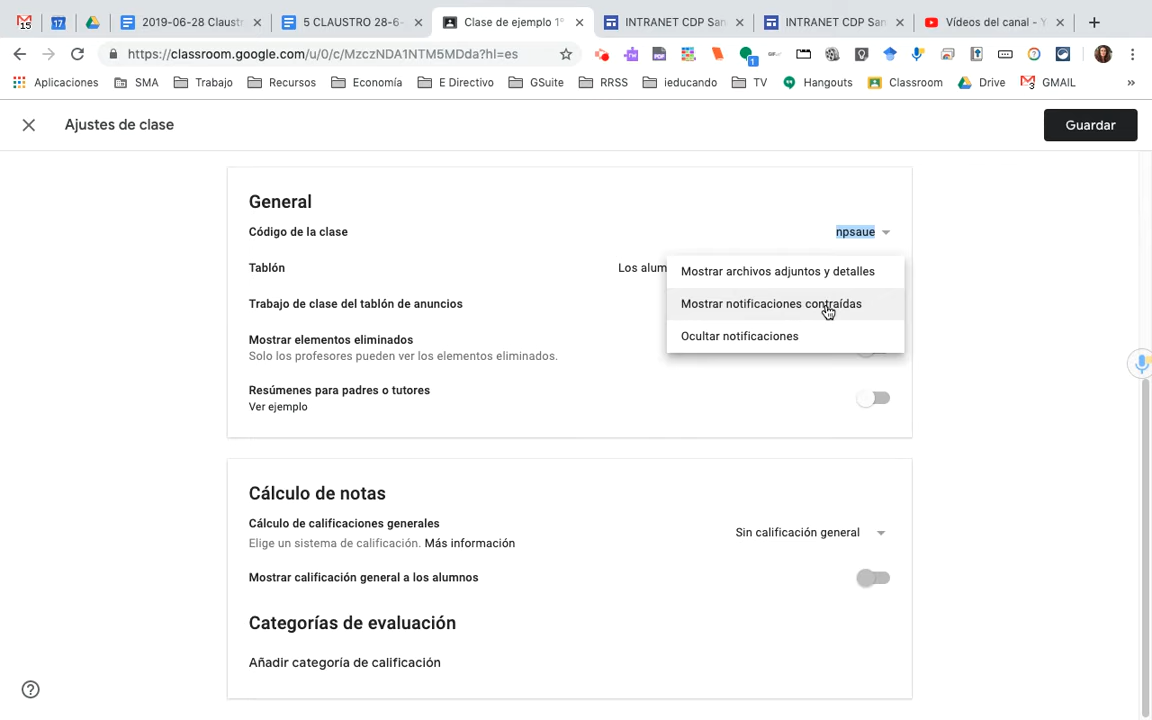 15
17
2019-06-28 Claustr
5 CLAUSTRO 28-6-
Clase de ejemplo 1º
INTRANET CDP San
INTRANET CDP San
Vídeos del canal - Y
https://classroom.google.com/u/0/c/MzczNDA1NTM5MDda?hl=es
1
Aplicaciones
SMA
Trabajo
Recursos
Economía
E Directivo
GSuite
RRSS
ieducando
TV
Hangouts
Classroom
Drive
3
GMAIL
»
Ajustes de clase
Guardar
General
Código de la clase
npsaue
Tablón
Los alum
Mostrar archivos adjuntos y detalles
Trabajo de clase del tablón de anuncios
Mostrar notificaciones contraídas
Mostrar elementos eliminados
Ocultar notificaciones
Solo los profesores pueden ver los elementos eliminados.
Resúmenes para padres o tutores
Ver ejemplo
Cálculo de notas
Cálculo de calificaciones generales
Sin calificación general
Elige un sistema de calificación. Más información
Mostrar calificación general a los alumnos
Categorías de evaluación
Añadir categoría de calificación